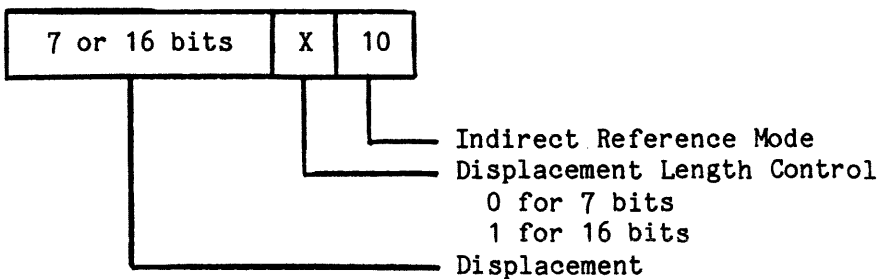 7 or 16 bits X 10
Indirect Reference Mode
Displacement Length Control
0 for 7 bits
1 for 16 bits
Displacement